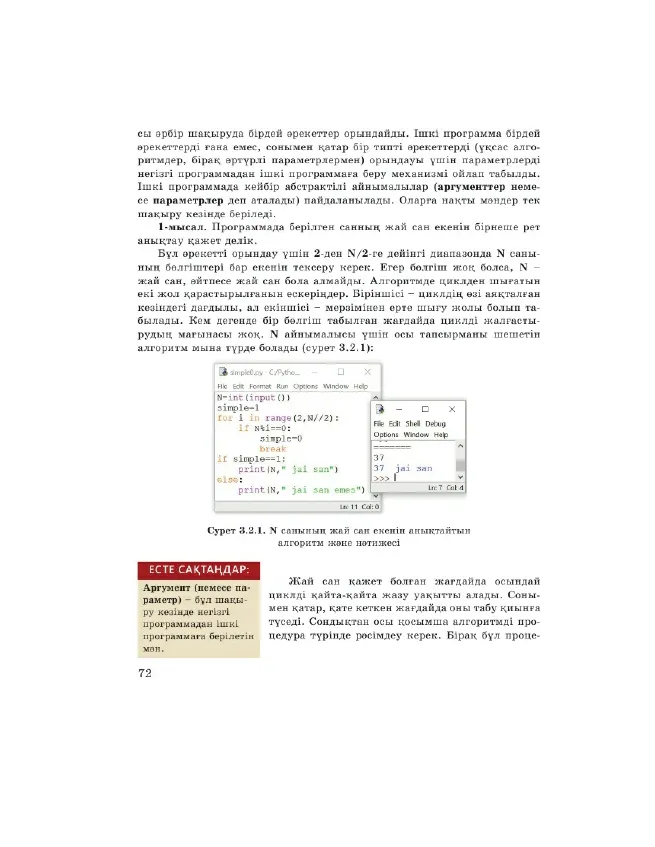 сы әрбір шақыруда бірдей әрекеттер орындайды. Ішкі программа бірдей
әрекеттерді ғана емес, сонымен қатар бір типті әрекеттерді (ұқсас алго-
ритмдер, бірақ әртүрлі параметрлермен) орындауы үшін параметрлерді
негізгі программадан ішкі программаға беру механизмі ойлап табылды.
Ішкі программада кейбір абстрактілі айнымалылар (аргументтер неме-
се параметрлер деп аталады) пайдаланылады. Оларға нақты мәндер тек
шақыру кезінде беріледі.
1-мысал. Программада берілген санның жай сан екенін бірнеше рет
анықтау қажет делік.
Бұл әрекетті орындау үшін 2-ден N/2-ге дейінгі диапазонда N саны-
ның бөлгіштері бар екенін тексеру керек. Егер бөлгіш жоқ болса, N –
жай сан, әйтпесе жай сан бола алмайды. Алгоритмде циклден шығатын
екі жол қарастырылғанын ескеріңдер. Біріншісі – циклдің өзі аяқталған
кезіндегі дағдылы, ал екіншісі – мерзімінен ерте шығу жолы болып та-
былады. Кем дегенде бір бөлгіш табылған жағдайда циклді жалғасты-
рудың мағынасы жоқ. N айнымалысы үшін осы тапсырманы шешетін
алгоритм мына түрде болады (сурет 3.2.1):
simple0.py - C:/Pytho...
File Edit Format Run Options Window Help
N=int(input())
simple=1
for i in range(2,N//2):
if N%i==0:
simple=0
break
if simple==1:
print(N," jai san")
else:
print(N," jai san emes")
Ln: 11 Col: 0
File Edit Shell Debug
Options Window Help
=======
37
37 jai san
>>>
Ln: 7 Col: 4
Сурет 3.2.1. N санының жай сан екенін анықтайтын
алгоритм және нәтижесі
ЕСТЕ САҚТАҢДАР:
Аргумент (немесе па-
раметр) – бұл шақы-
ру кезінде негізгі
программадан ішкі
программаға берілетін
мән.
Жай сан қажет болған жағдайда осындай
циклді қайта-қайта жазу уақытты алады. Соны-
мен қатар, қате кеткен жағдайда оны табу қиынға
түседі. Сондықтан осы қосымша алгоритмді про-
цедура түрінде рәсімдеу керек. Бірақ бұл проце-
72